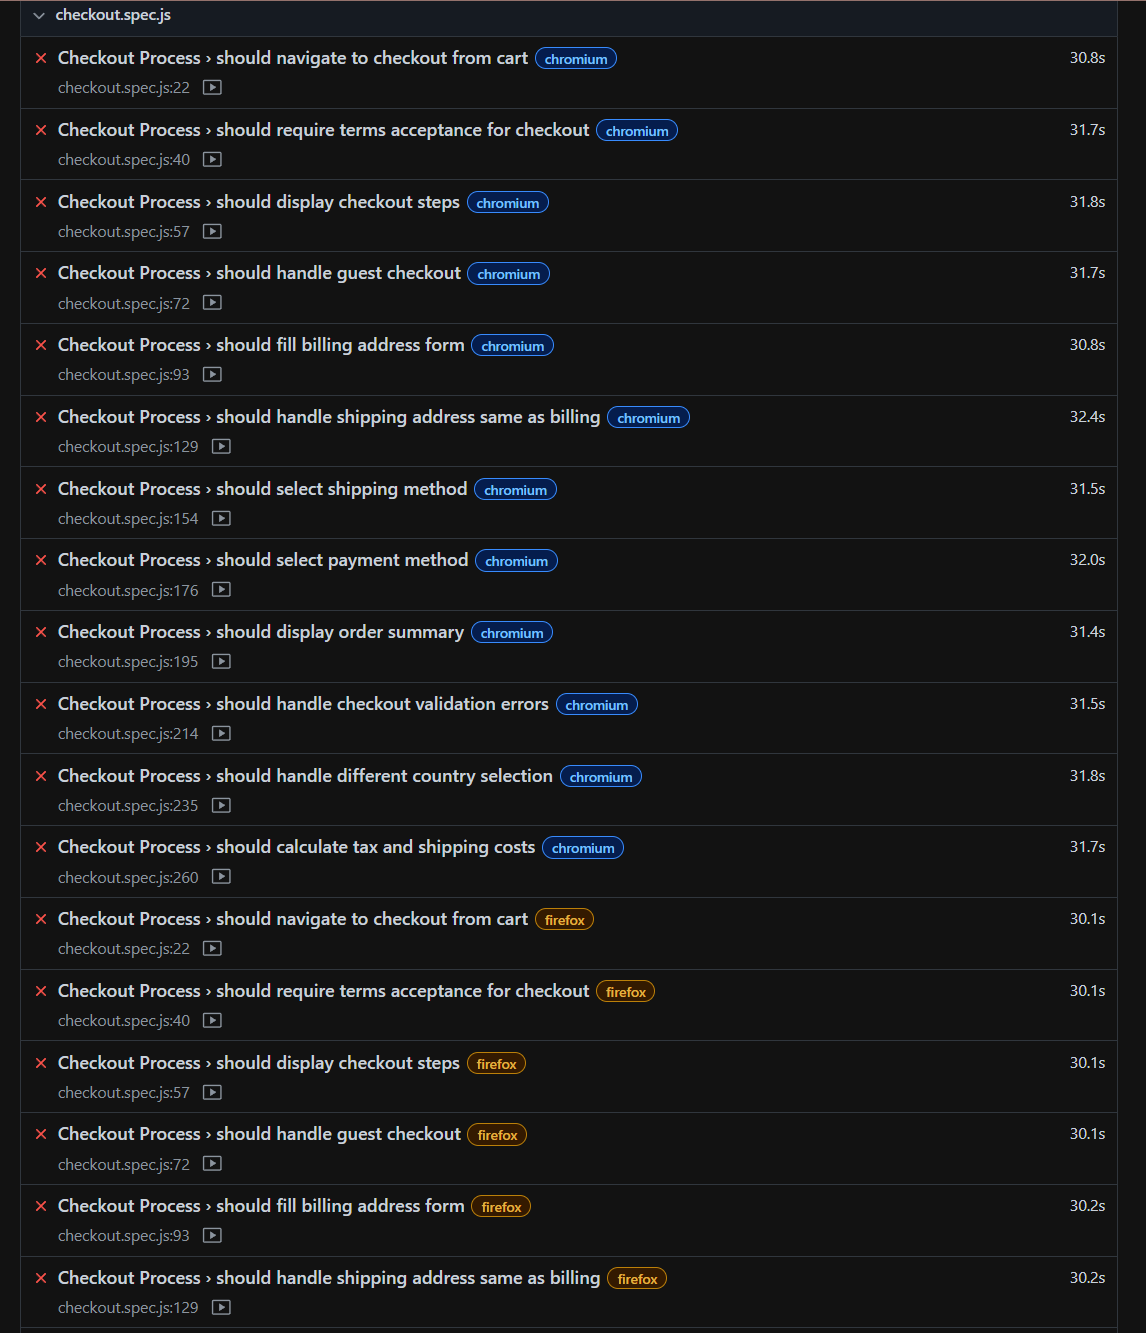 checkout.spec.js
Checkout Process › should navigate to checkout from cart chromium 30.8s
checkout.spec.js:22
Checkout Process › should require terms acceptance for checkout chromium 31.7s
checkout.spec.js:40
Checkout Process › should display checkout steps chromium 31.8s
checkout.spec.js:57
Checkout Process › should handle guest checkout chromium 31.7s
checkout.spec.js:72
Checkout Process › should fill billing address form chromium 30.8s
checkout.spec.js:93
Checkout Process › should handle shipping address same as billing chromium 32.4s
checkout.spec.js:129
Checkout Process › should select shipping method chromium 31.5s
checkout.spec.js:154
Checkout Process › should select payment method chromium 32.0s
checkout.spec.js:176
Checkout Process › should display order summary chromium 31.4s
checkout.spec.js:195
Checkout Process › should handle checkout validation errors chromium 31.5s
checkout.spec.js:214
Checkout Process › should handle different country selection chromium 31.8s
checkout.spec.js:235
Checkout Process › should calculate tax and shipping costs chromium 31.7s
checkout.spec.js:260
Checkout Process › should navigate to checkout from cart firefox 30.1s
checkout.spec.js:22
Checkout Process › should require terms acceptance for checkout firefox 30.1s
checkout.spec.js:40
Checkout Process › should display checkout steps firefox 30.1s
checkout.spec.js:57
Checkout Process › should handle guest checkout firefox 30.1s
checkout.spec.js:72
Checkout Process › should fill billing address form firefox 30.2s
checkout.spec.js:93
Checkout Process › should handle shipping address same as billing firefox 30.2s
checkout.spec.js:129